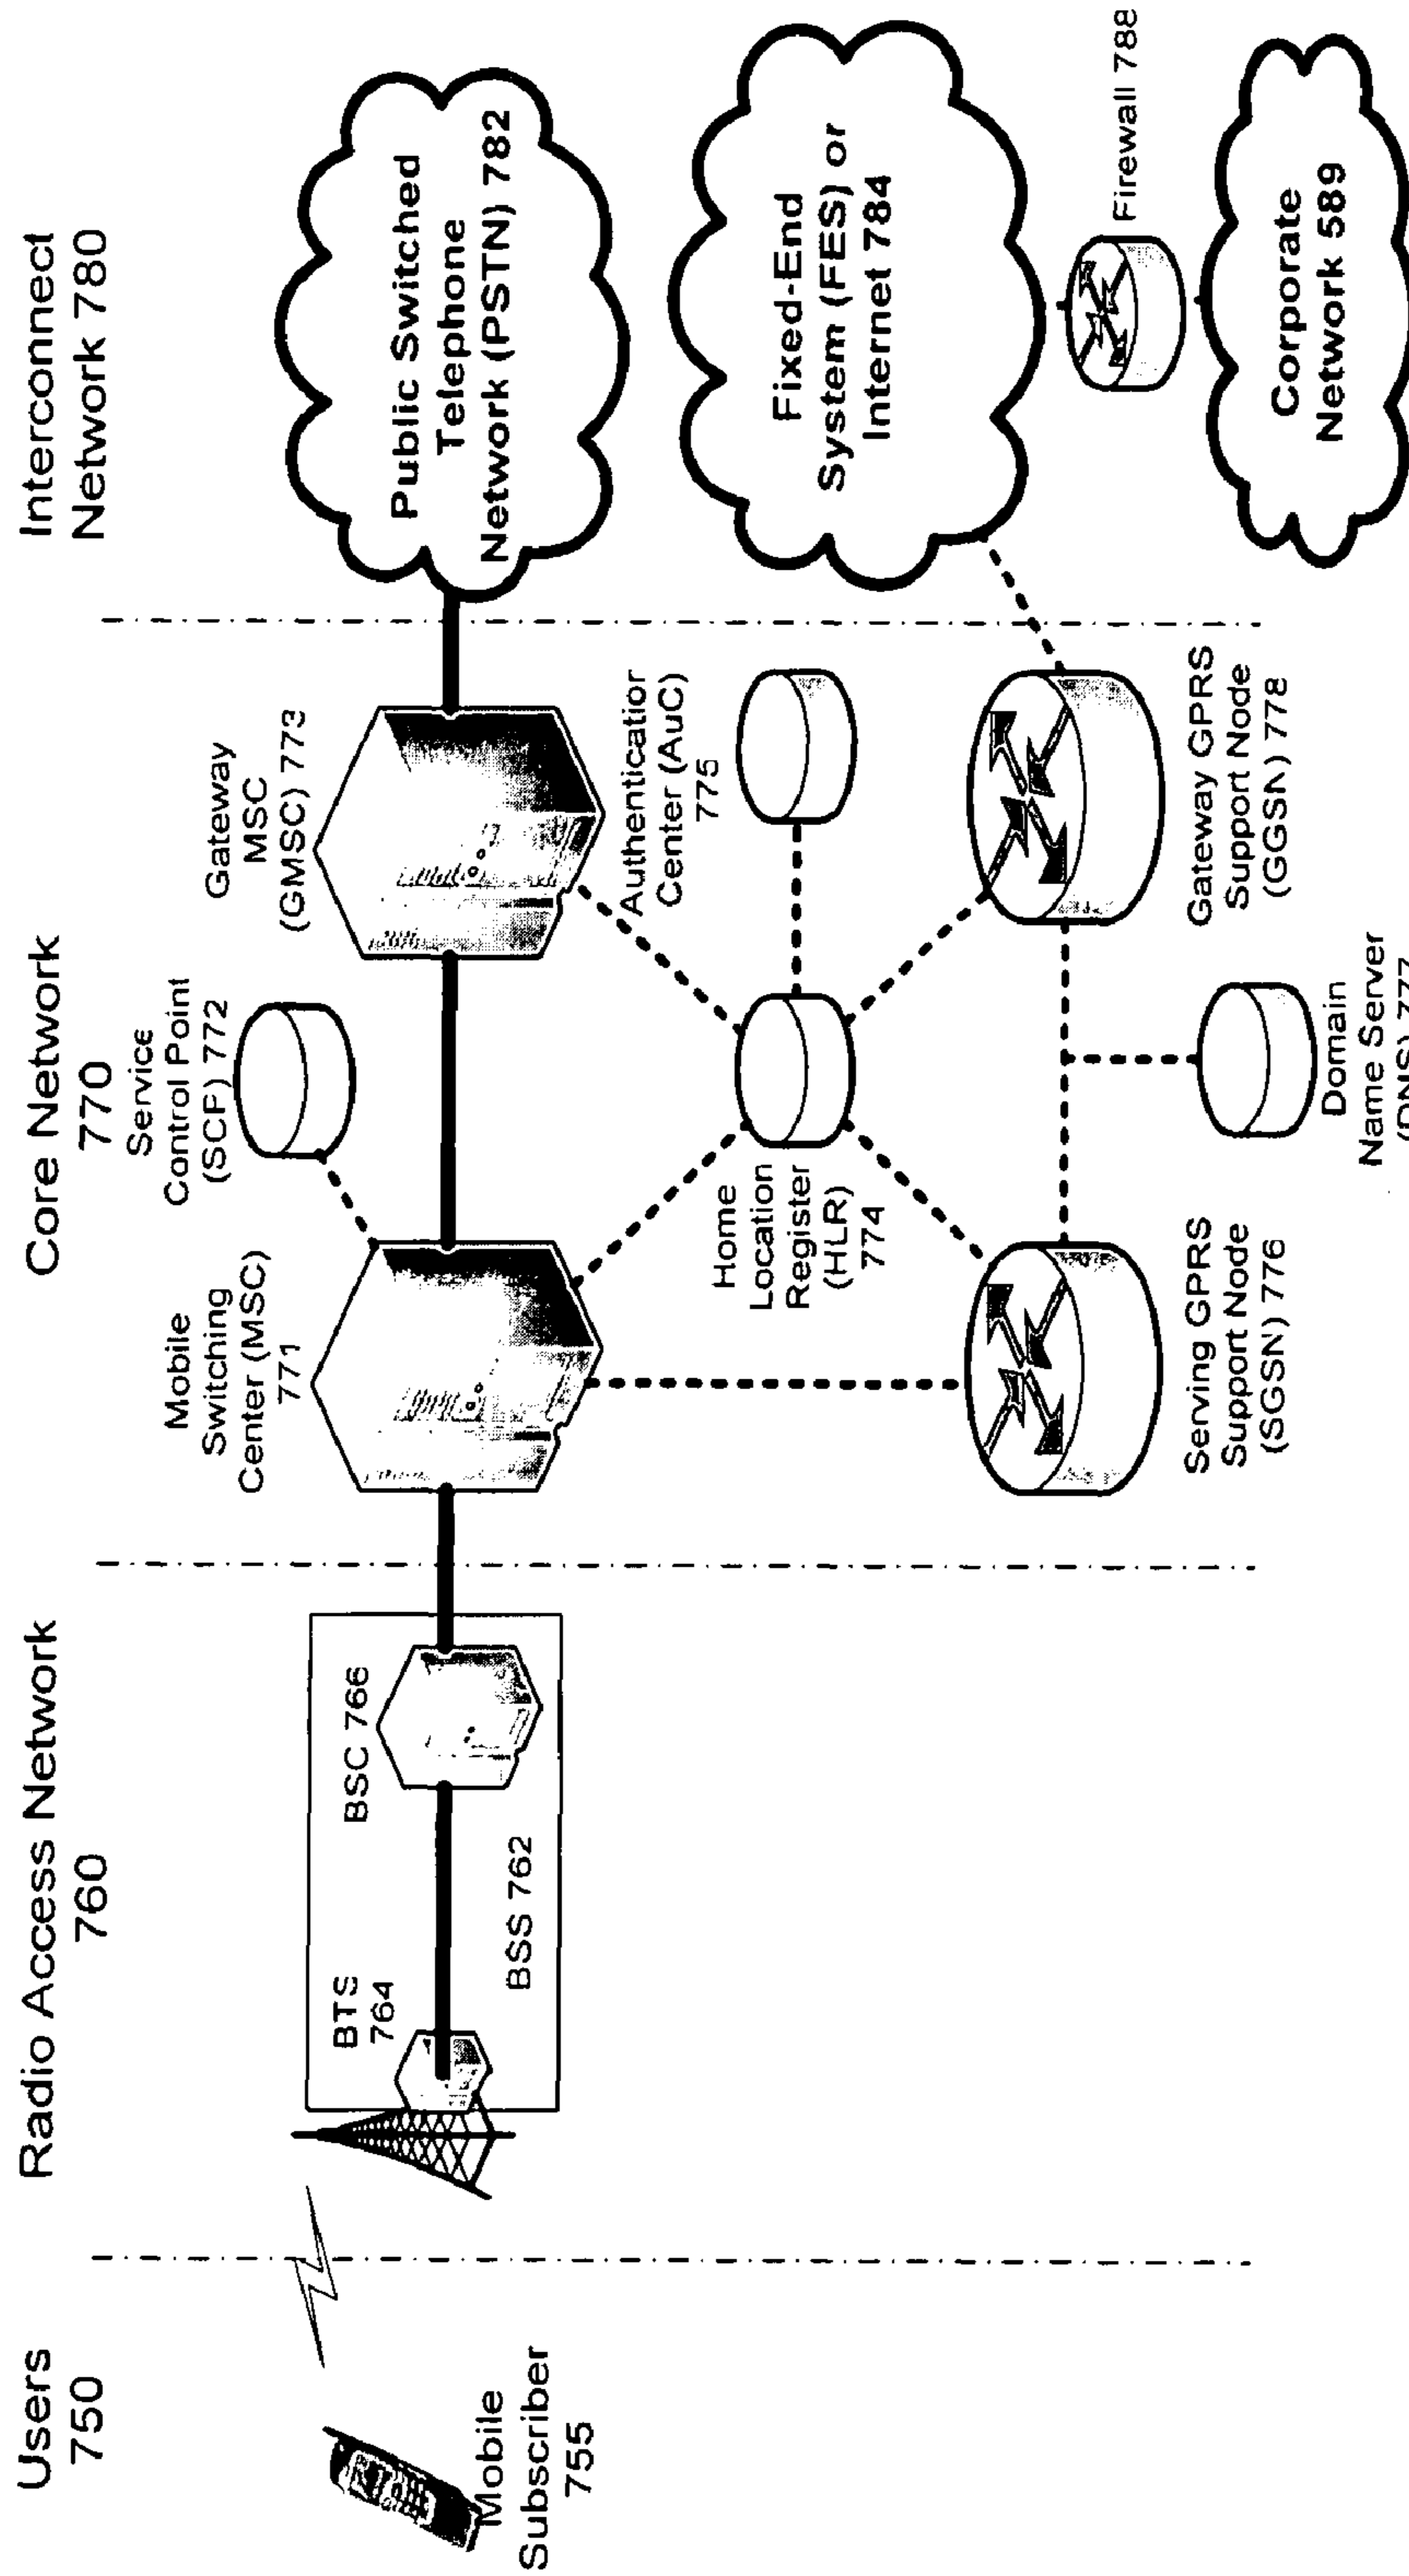 Users
750
Radio Access Network
760
Core Network
770
Interconnect
Network 780
Mobile
Subscriber
755
BTS
764
BSC 766
BSS 762
Mobile
Switching
Center (MSC)
771
Service
Control Point
(SCF) 772
Gateway
MSC
(GMSC) 773
Public Switched
Telephone
Network (PSTN) 782
Home
Location
Register
(HLR)
774
Authentication
Center (AuC)
775
Fixed-End
System (FES) or
Internet 784
Serving GPRS
Support Node
(SGSN) 776
Domain
Name Server
(DNS) 777
Gateway GPRS
Support Node
(GGSN) 778
Firewall 788
Corporate
Network 589